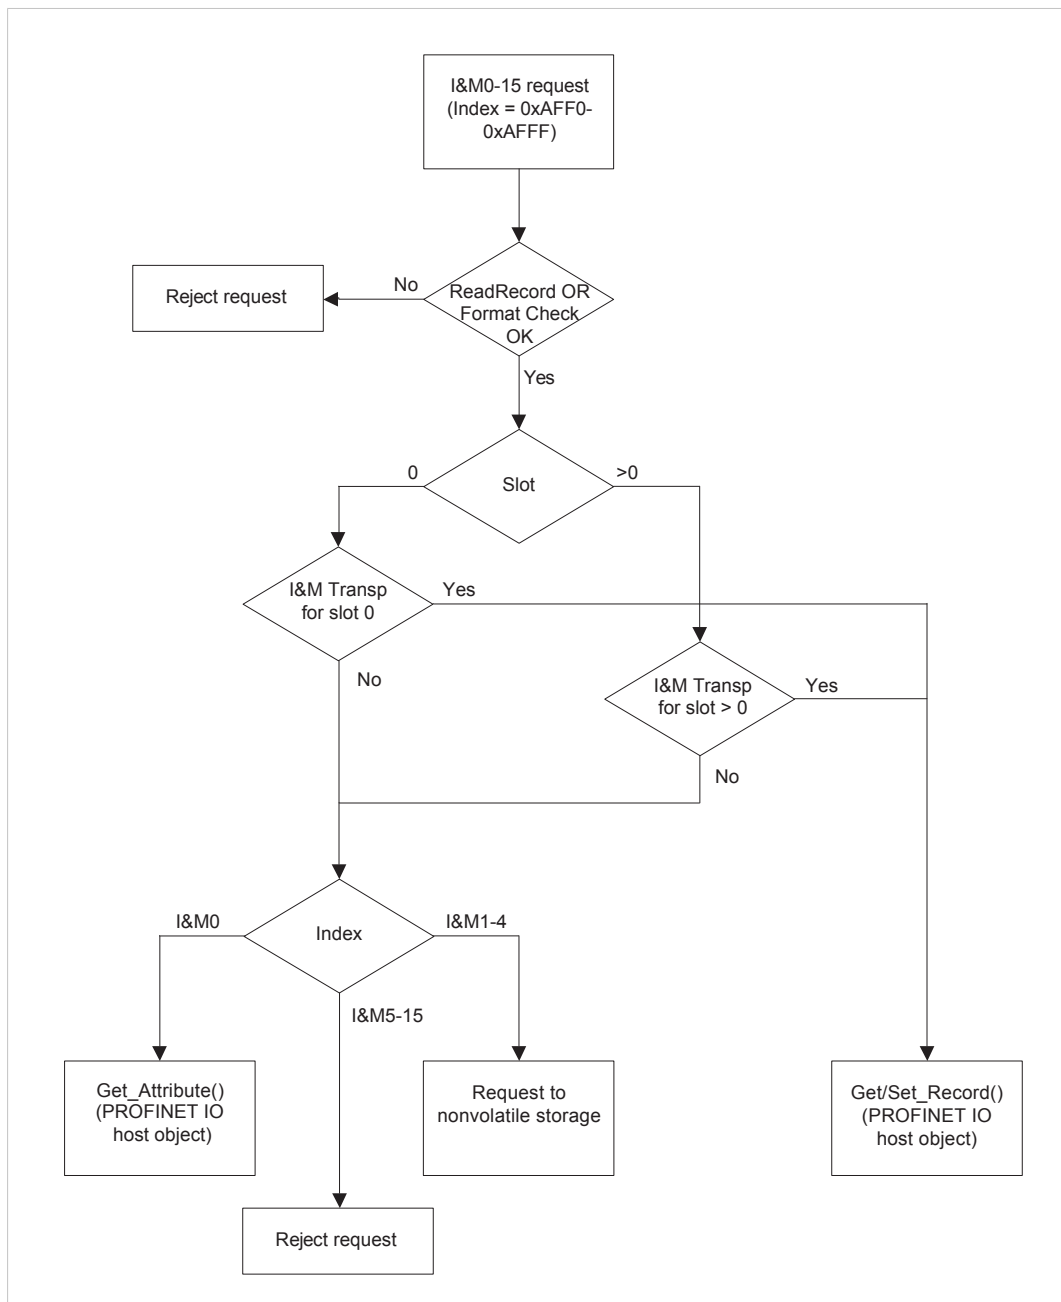 I&M0-15 request
(Index = 0xAFF0-
0xAFFF)
Reject request
No
ReadRecord OR
Format Check
OK
Yes
0
Slot
>0
I&M Transp
for slot 0
Yes
No
I&M Transp
for slot > 0
Yes
No
I&M0
Index
I&M1-4
I&M5-15
Get_Attribute()
(PROFINET IO
host object)
Request to
nonvolatile storage
Get/Set_Record()
(PROFINET IO
host object)
Reject request